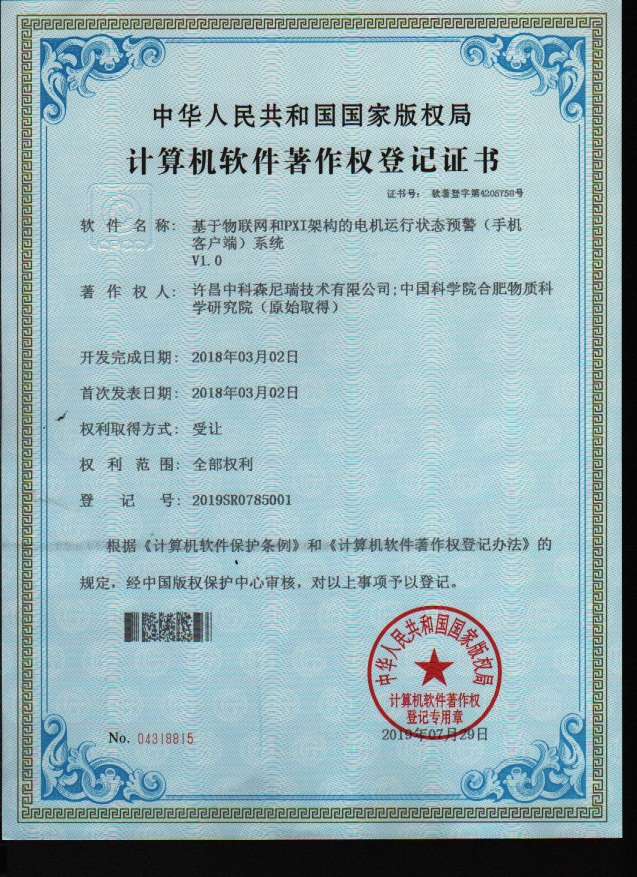 中华人民共和国国家版权局
计算机软件著作权登记证书
证书号： 软著登字第4205758号
软件名称： 基于物联网和PXI架构的电机运行状态预警（手机
客户端）系统
V1.0
著作权人： 许昌中科森尼瑞技术有限公司;中国科学院合肥物质科
学研究院（原始取得）
开发完成日期： 2018年03月02日
首次发表日期： 2018年03月02日
权利取得方式： 受让
权利范围： 全部权利
登记号： 2019SR0785001
根据《计算机软件保护条例》和《计算机软件著作权登记办法》的
规定，经中国版权保护中心审核，对以上事项予以登记。
中华人民共和国国家版权局
计算机软件著作权
登记专用章
2019年07月29日
No. 04318815